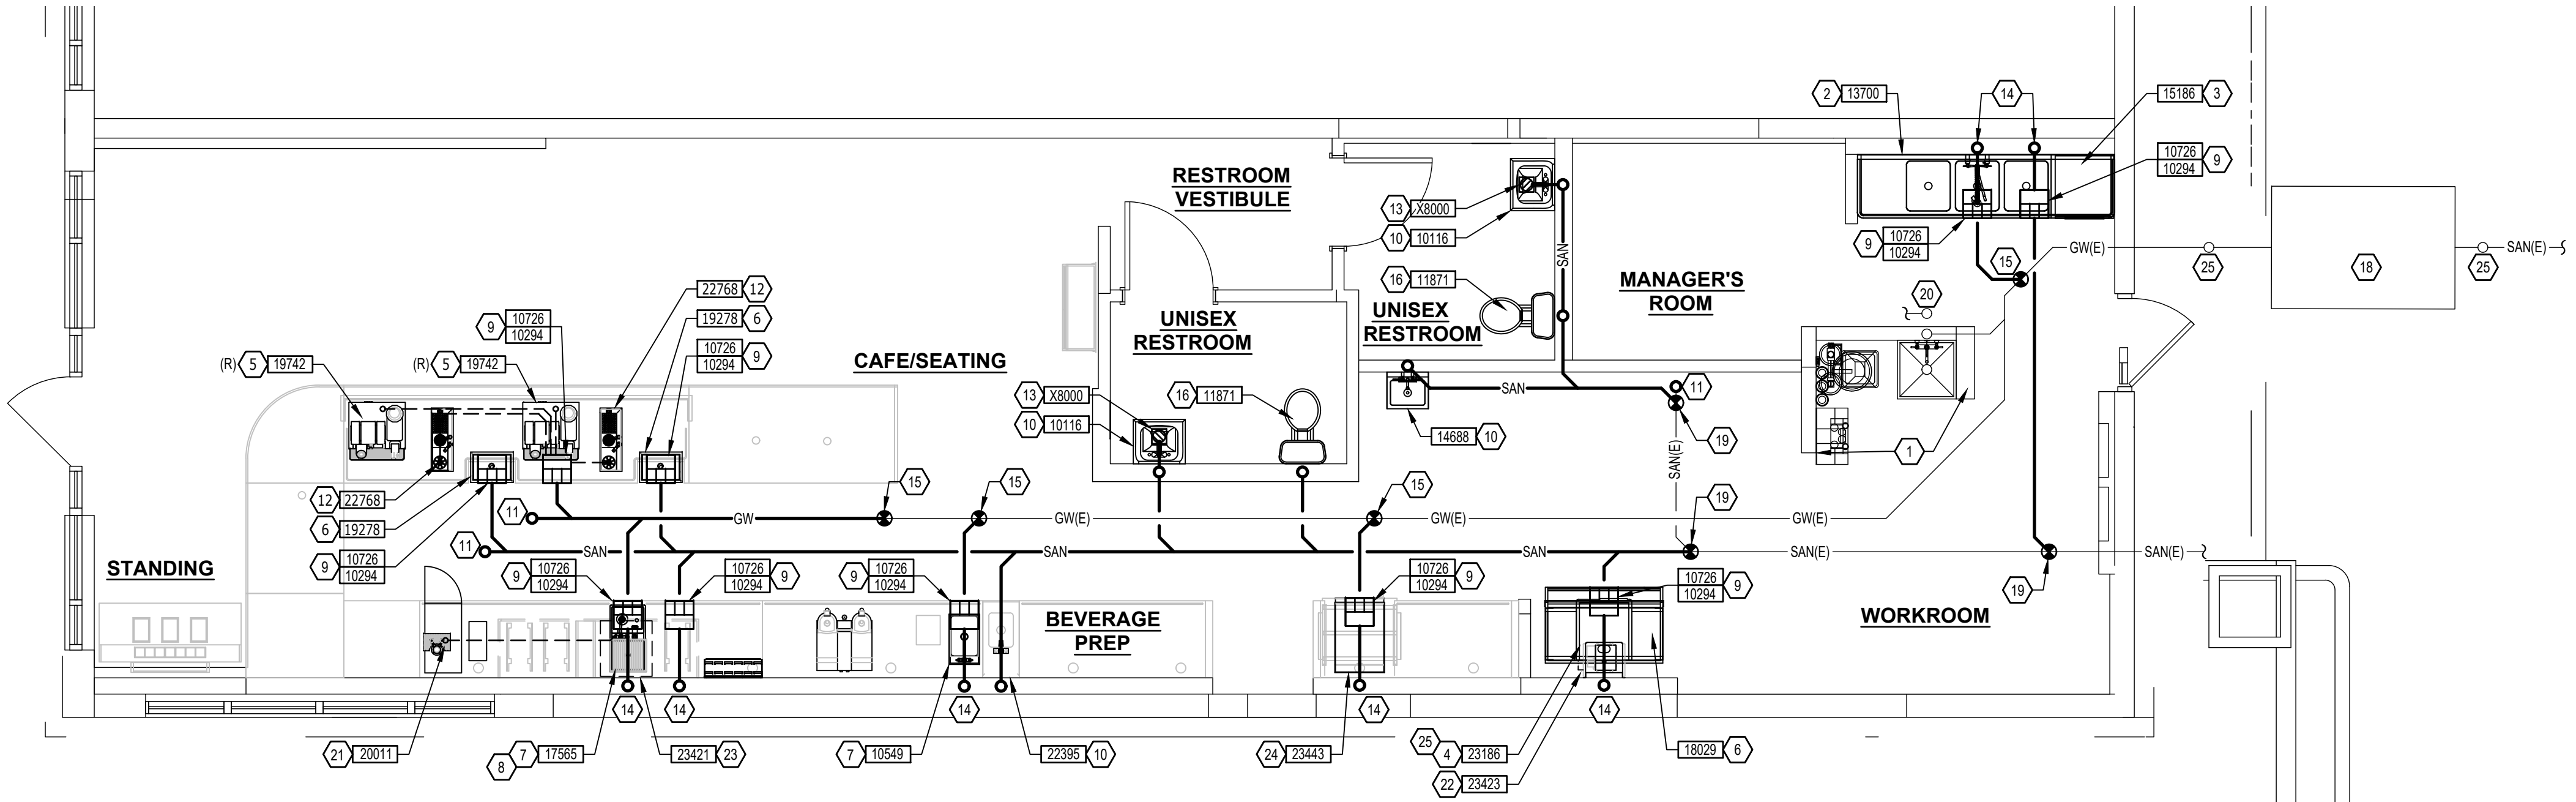 2 13700
14
15186 3
10726
10294 9
RESTROOM
VESTIBULE
13 X8000
10 10116
SAN
9 10726
10294
15
GW(E)
25
18
25
SAN(E)
16 11871
MANAGER'S
ROOM
UNISEX
RESTROOM
20
22768 12
19278 6
9 10726
10294
10726
10294 9
UNISEX
RESTROOM
(R) 5 19742
(R) 5 19742
CAFE/SEATING
SAN
11
13 X8000
16 11871
10 10116
14688 10
19
1
SAN(E)
12 22768
6 19278
9 10726
10294
15
15
15
19
11
GW
GW(E)
GW(E)
GW(E)
11
SAN
SAN
SAN
SAN(E)
SAN(E)
STANDING
9 10726
10294
10726
10294 9
9 10726
10294
10726
10294 9
10726
10294 9
19
BEVERAGE
PREP
WORKROOM
14
14
14
14
14
21 20011
8
7 17565
23421 23
7 10549
22395 10
24 23443
25
4 23186
22 23423
18029 6